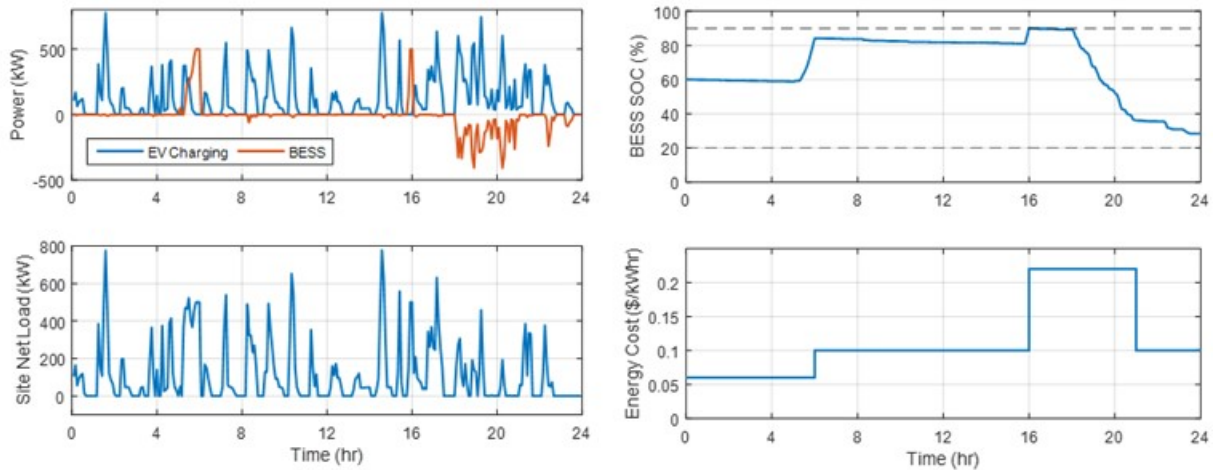 Power (kW)
500
0
-500
EV Charging
BESS
0 4 8 12 16 20 24
BESS SOC (%)
100
80
60
40
20
0
0 4 8 12 16 20 24
Site Net Load (kW)
800
600
400
200
0
0 4 8 12 16 20 24
Time (hr)
Energy Cost ($/kWhr)
0.2
0.15
0.1
0.05
0
0 4 8 12 16 20 24
Time (hr)